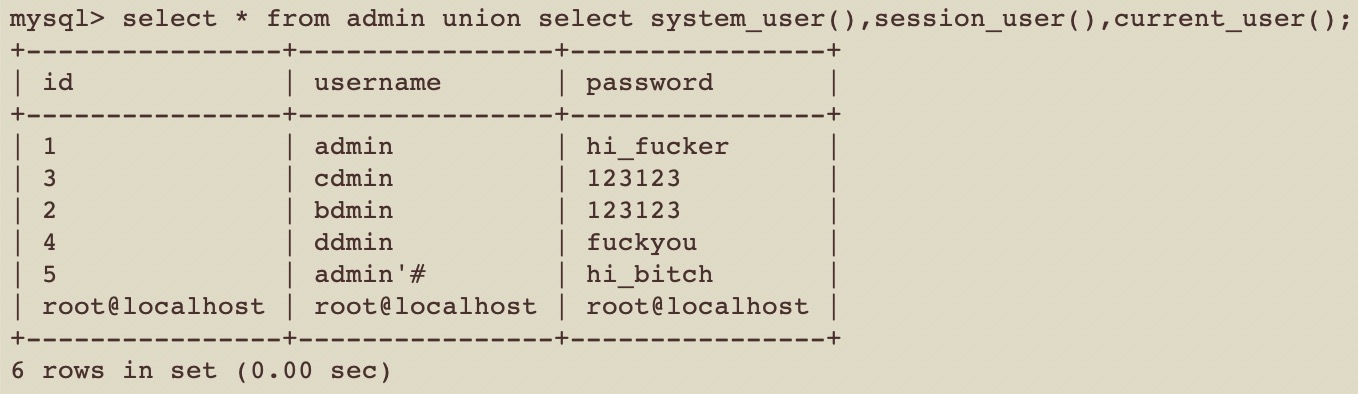 mysql> select * from admin union select system_user(),session_user(),current_user();
+----------------+----------------+----------------+
| id             | username       | password       |
+----------------+----------------+----------------+
| 1              | admin          | hi_fucker      |
| 3              | cdmin          | 123123         |
| 2              | bdmin          | 123123         |
| 4              | ddmin          | fuckyou        |
| 5              | admin'#        | hi_bitch       |
| root@localhost | root@localhost | root@localhost |
+----------------+----------------+----------------+
6 rows in set (0.00 sec)